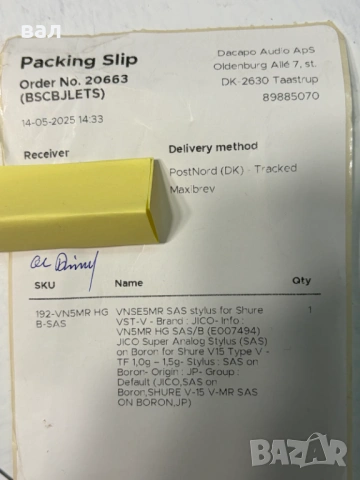 вал
Packing Slip
Order No. 20663
(BSCBJLETS)
14-05-2025 14:33
Dacapo Audio ApS
Oldenburg Allé 7, st.
DK-2630 Taastrup
89885070
Receiver
Delivery method
PostNord (DK) - Tracked
Maxibrev
SKU
Name
Qty
192-VN5MR HG
B-SAS
VNSE5MR SAS stylus for Shure
VST-V - Brand : JICO- Info :
VN5MR HG SAS/B (E007494)
JICO Super Analog Stylus (SAS)
on Boron for Shure V15 Type V -
TF 1,0g – 1,5g- Stylus : SAS on
Boron- Origin : JP- Group :
Default (JICO,SAS on
Boron,SHURE V-15 V-MR SAS
ON BORON,JP)
1
bazar.bg